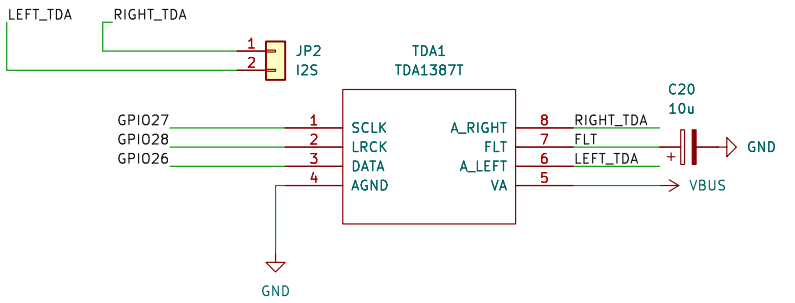 LEFT_TDA
RIGHT_TDA
1
2
JP2
I2S
TDA1
TDA1387T
C20
10u
GPIO27
1
SCLK
A_RIGHT
8
RIGHT_TDA
GPIO28
2
LRCK
FLT
7
FLT
+
GND
GPIO26
3
DATA
A_LEFT
6
LEFT_TDA
4
AGND
VA
5
VBUS
GND